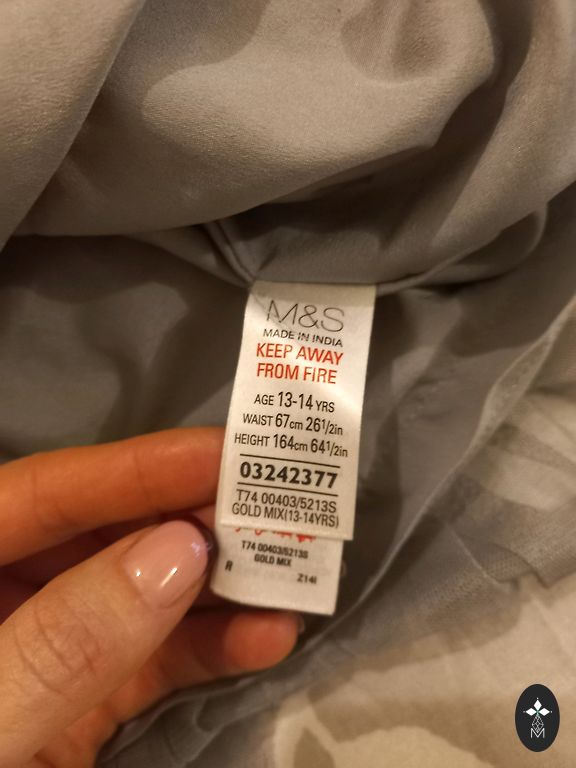 M&S
MADE IN INDIA
KEEP AWAY
FROM FIRE
AGE 13-14 YRS
WAIST 67cm 261/2in
HEIGHT 164cm 641/2in
03242377
T74 00403/5213S
GOLD MIX(13-14YRS)
T74 00403/5213S
GOLD MIX
R Z14I
M